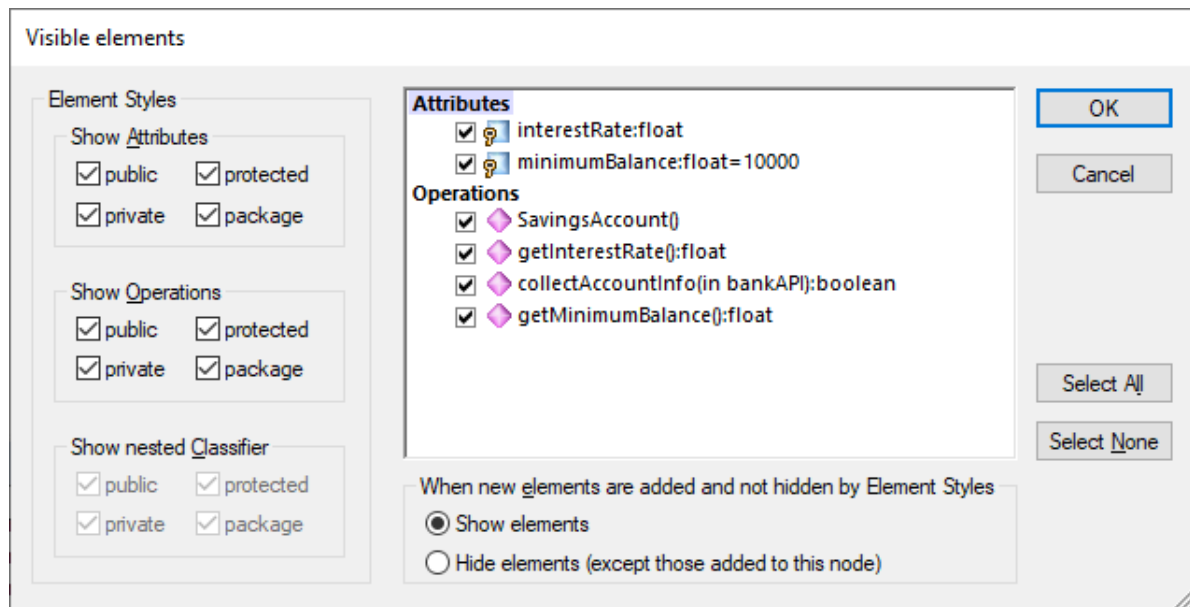 Visible elements
Element Styles
Show Attributes
public
protected
private
package
Show Operations
public
protected
private
package
Show nested Classifier
public
protected
private
package
Attributes
interestRate:float
minimumBalance:float=10000
Operations
SavingsAccount()
getInterestRate():float
collectAccountInfo(in bankAPI):boolean
getMinimumBalance():float
When new elements are added and not hidden by Element Styles
Show elements
Hide elements (except those added to this node)
OK
Cancel
Select All
Select None